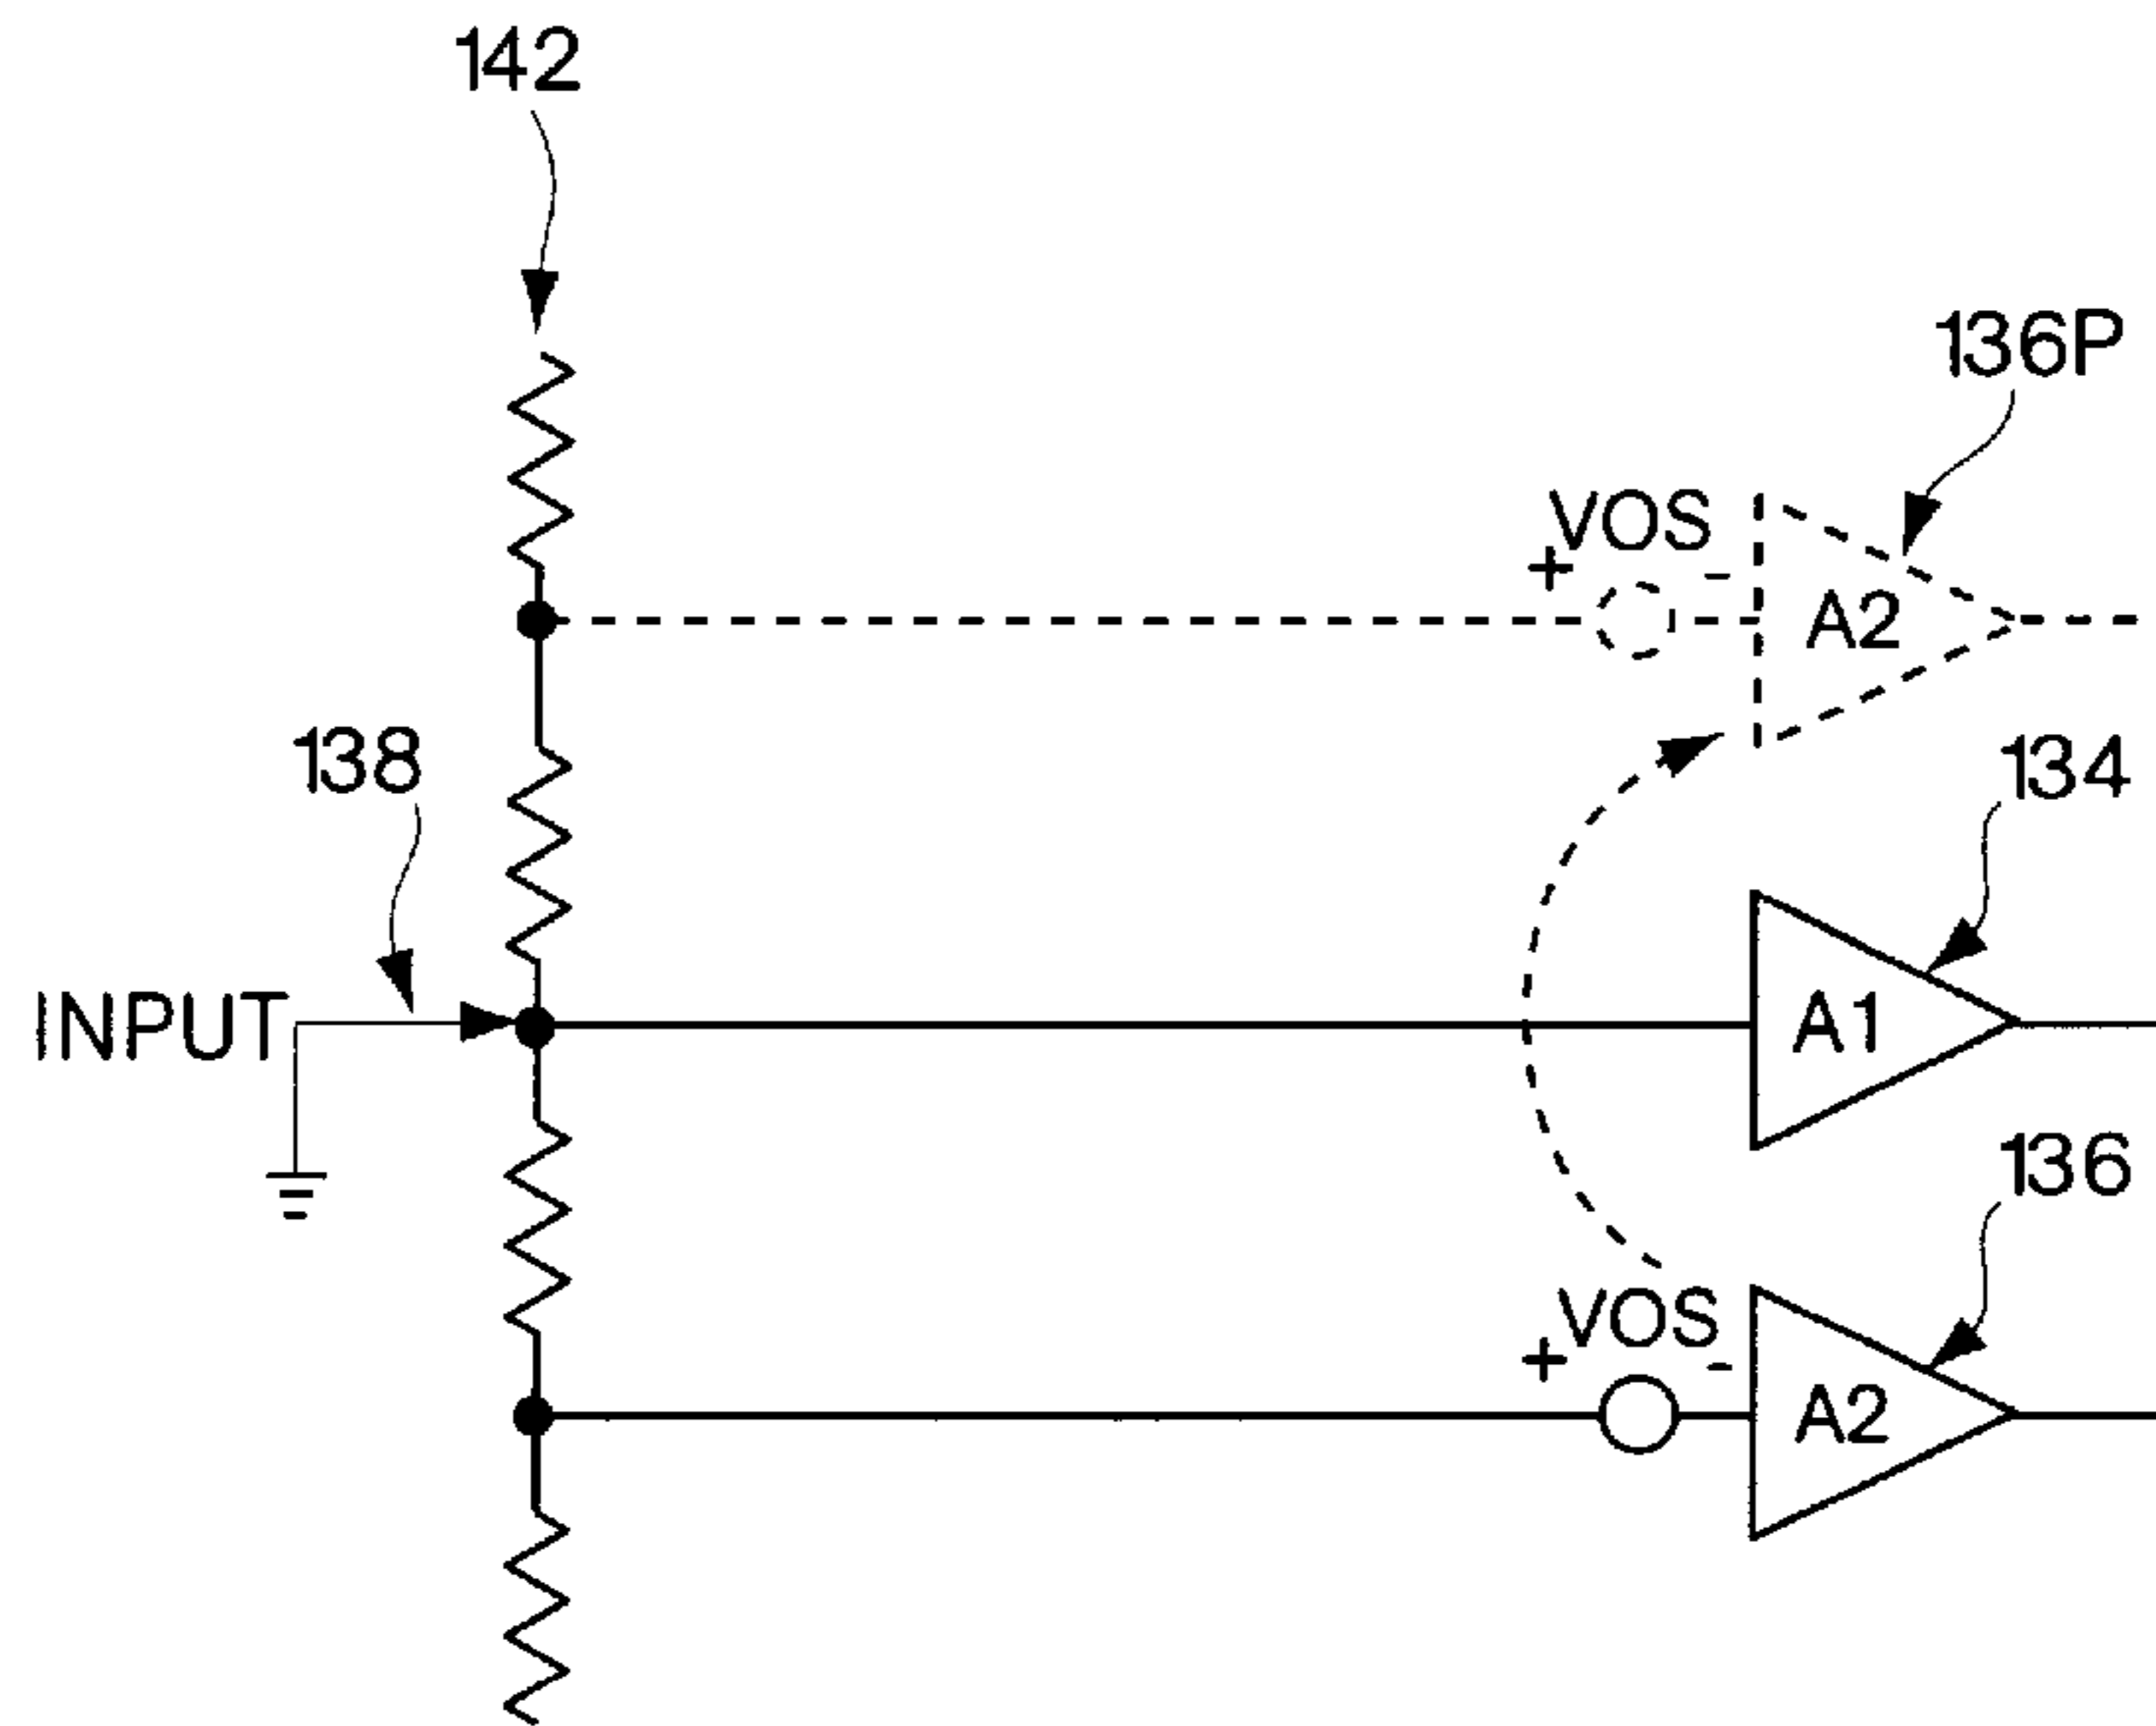 142
136P
VOS
+ -
A2
138
134
INPUT
A1
136
VOS
+ -
A2